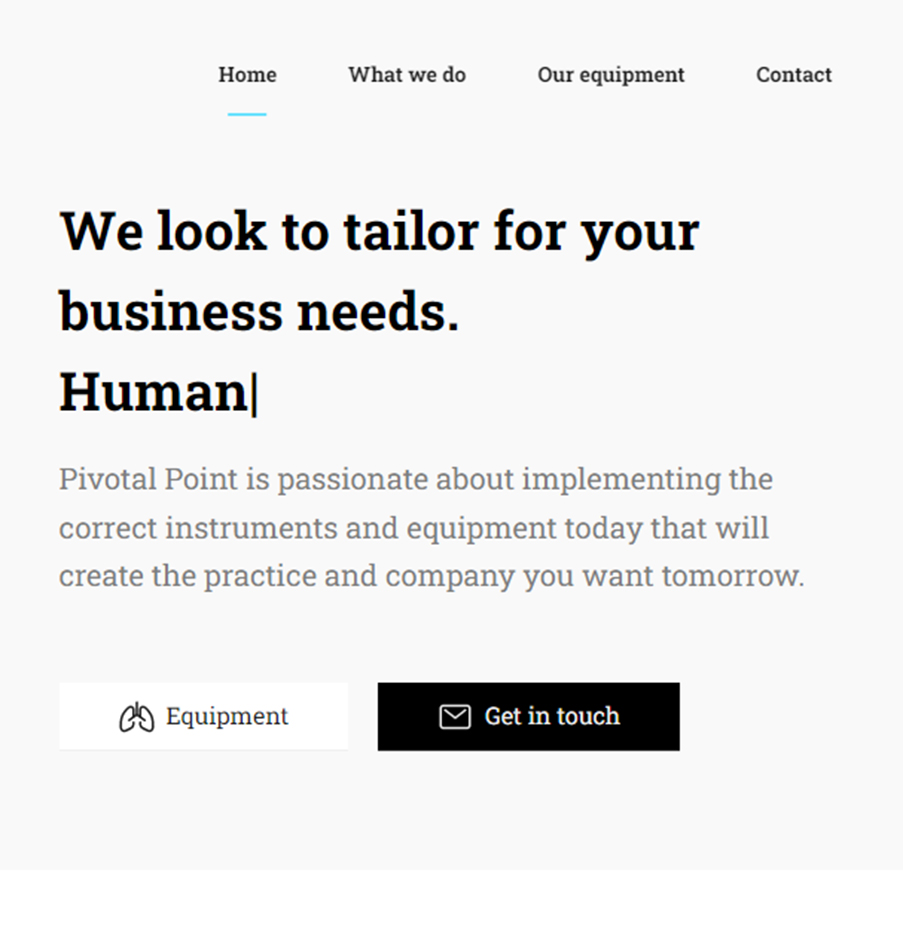 Home What we do Our equipment Contact
We look to tailor for your
business needs.
Human|
Pivotal Point is passionate about implementing the
correct instruments and equipment today that will
create the practice and company you want tomorrow.
Equipment Get in touch